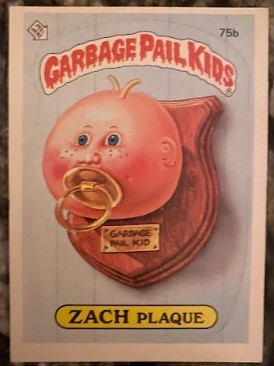 75b
GARBAGE PAIL KIDS
GARBAGE
PAIL KID
ZACH PLAQUE